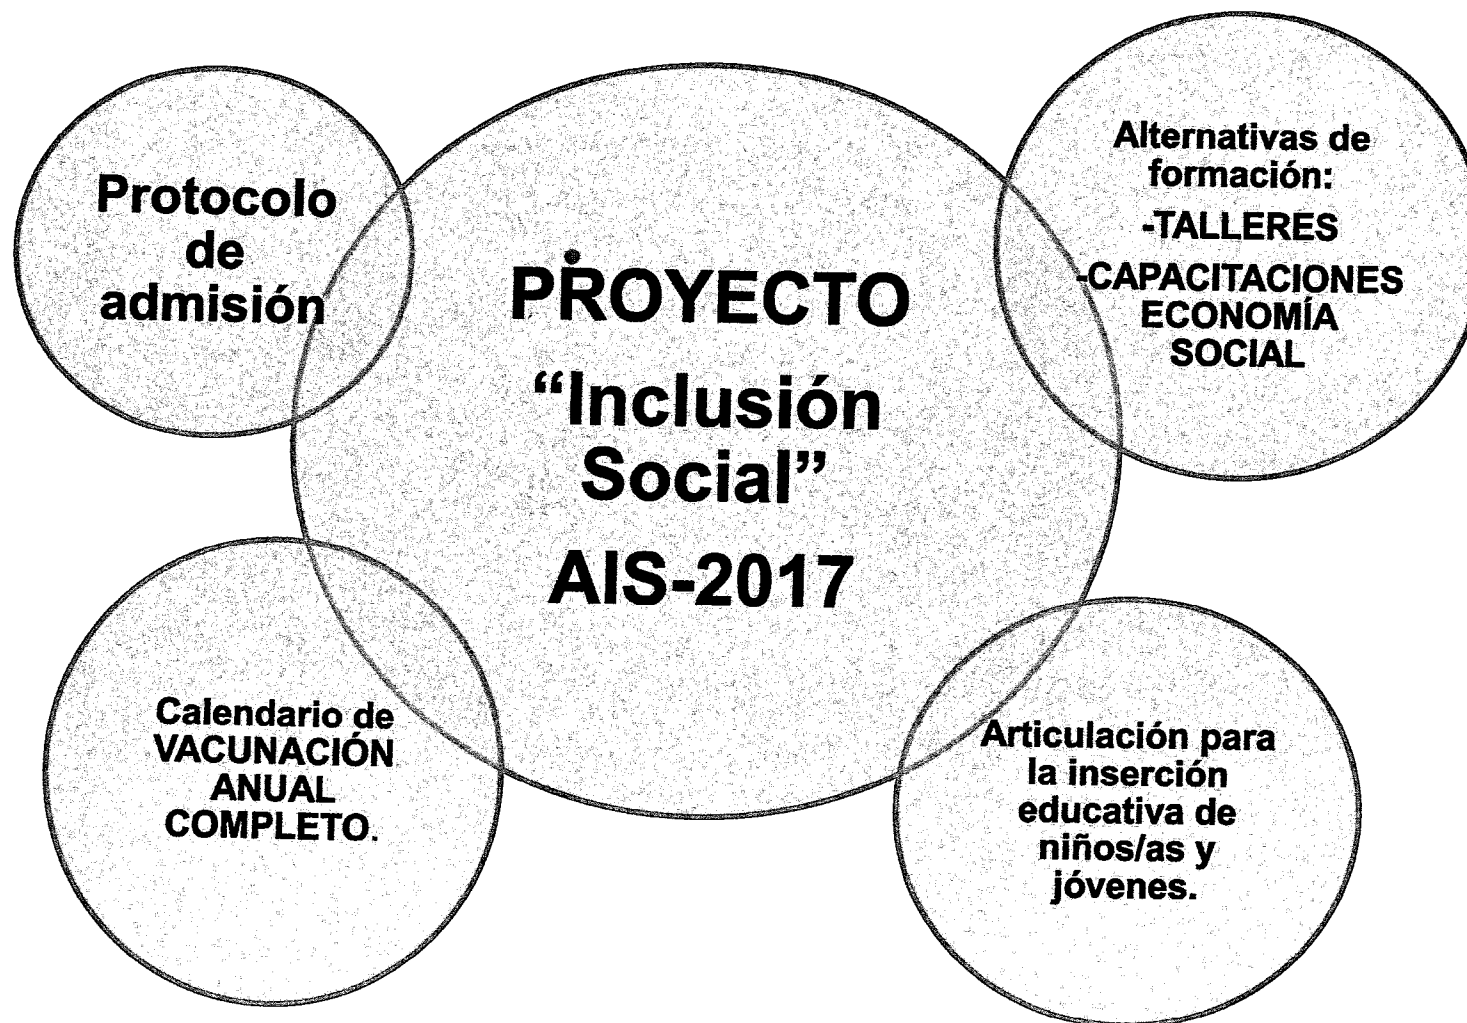 Protocolo
de
admisión
PROYECTO
“Inclusión
Social”
AIS-2017
Alternativas de
formación:
-TALLERES
-CAPACITACIONES
ECONOMÍA
SOCIAL
Calendario de
VACUNACIÓN
ANUAL
COMPLETO.
Articulación para
la inserción
educativa de
niños/as y
jóvenes.